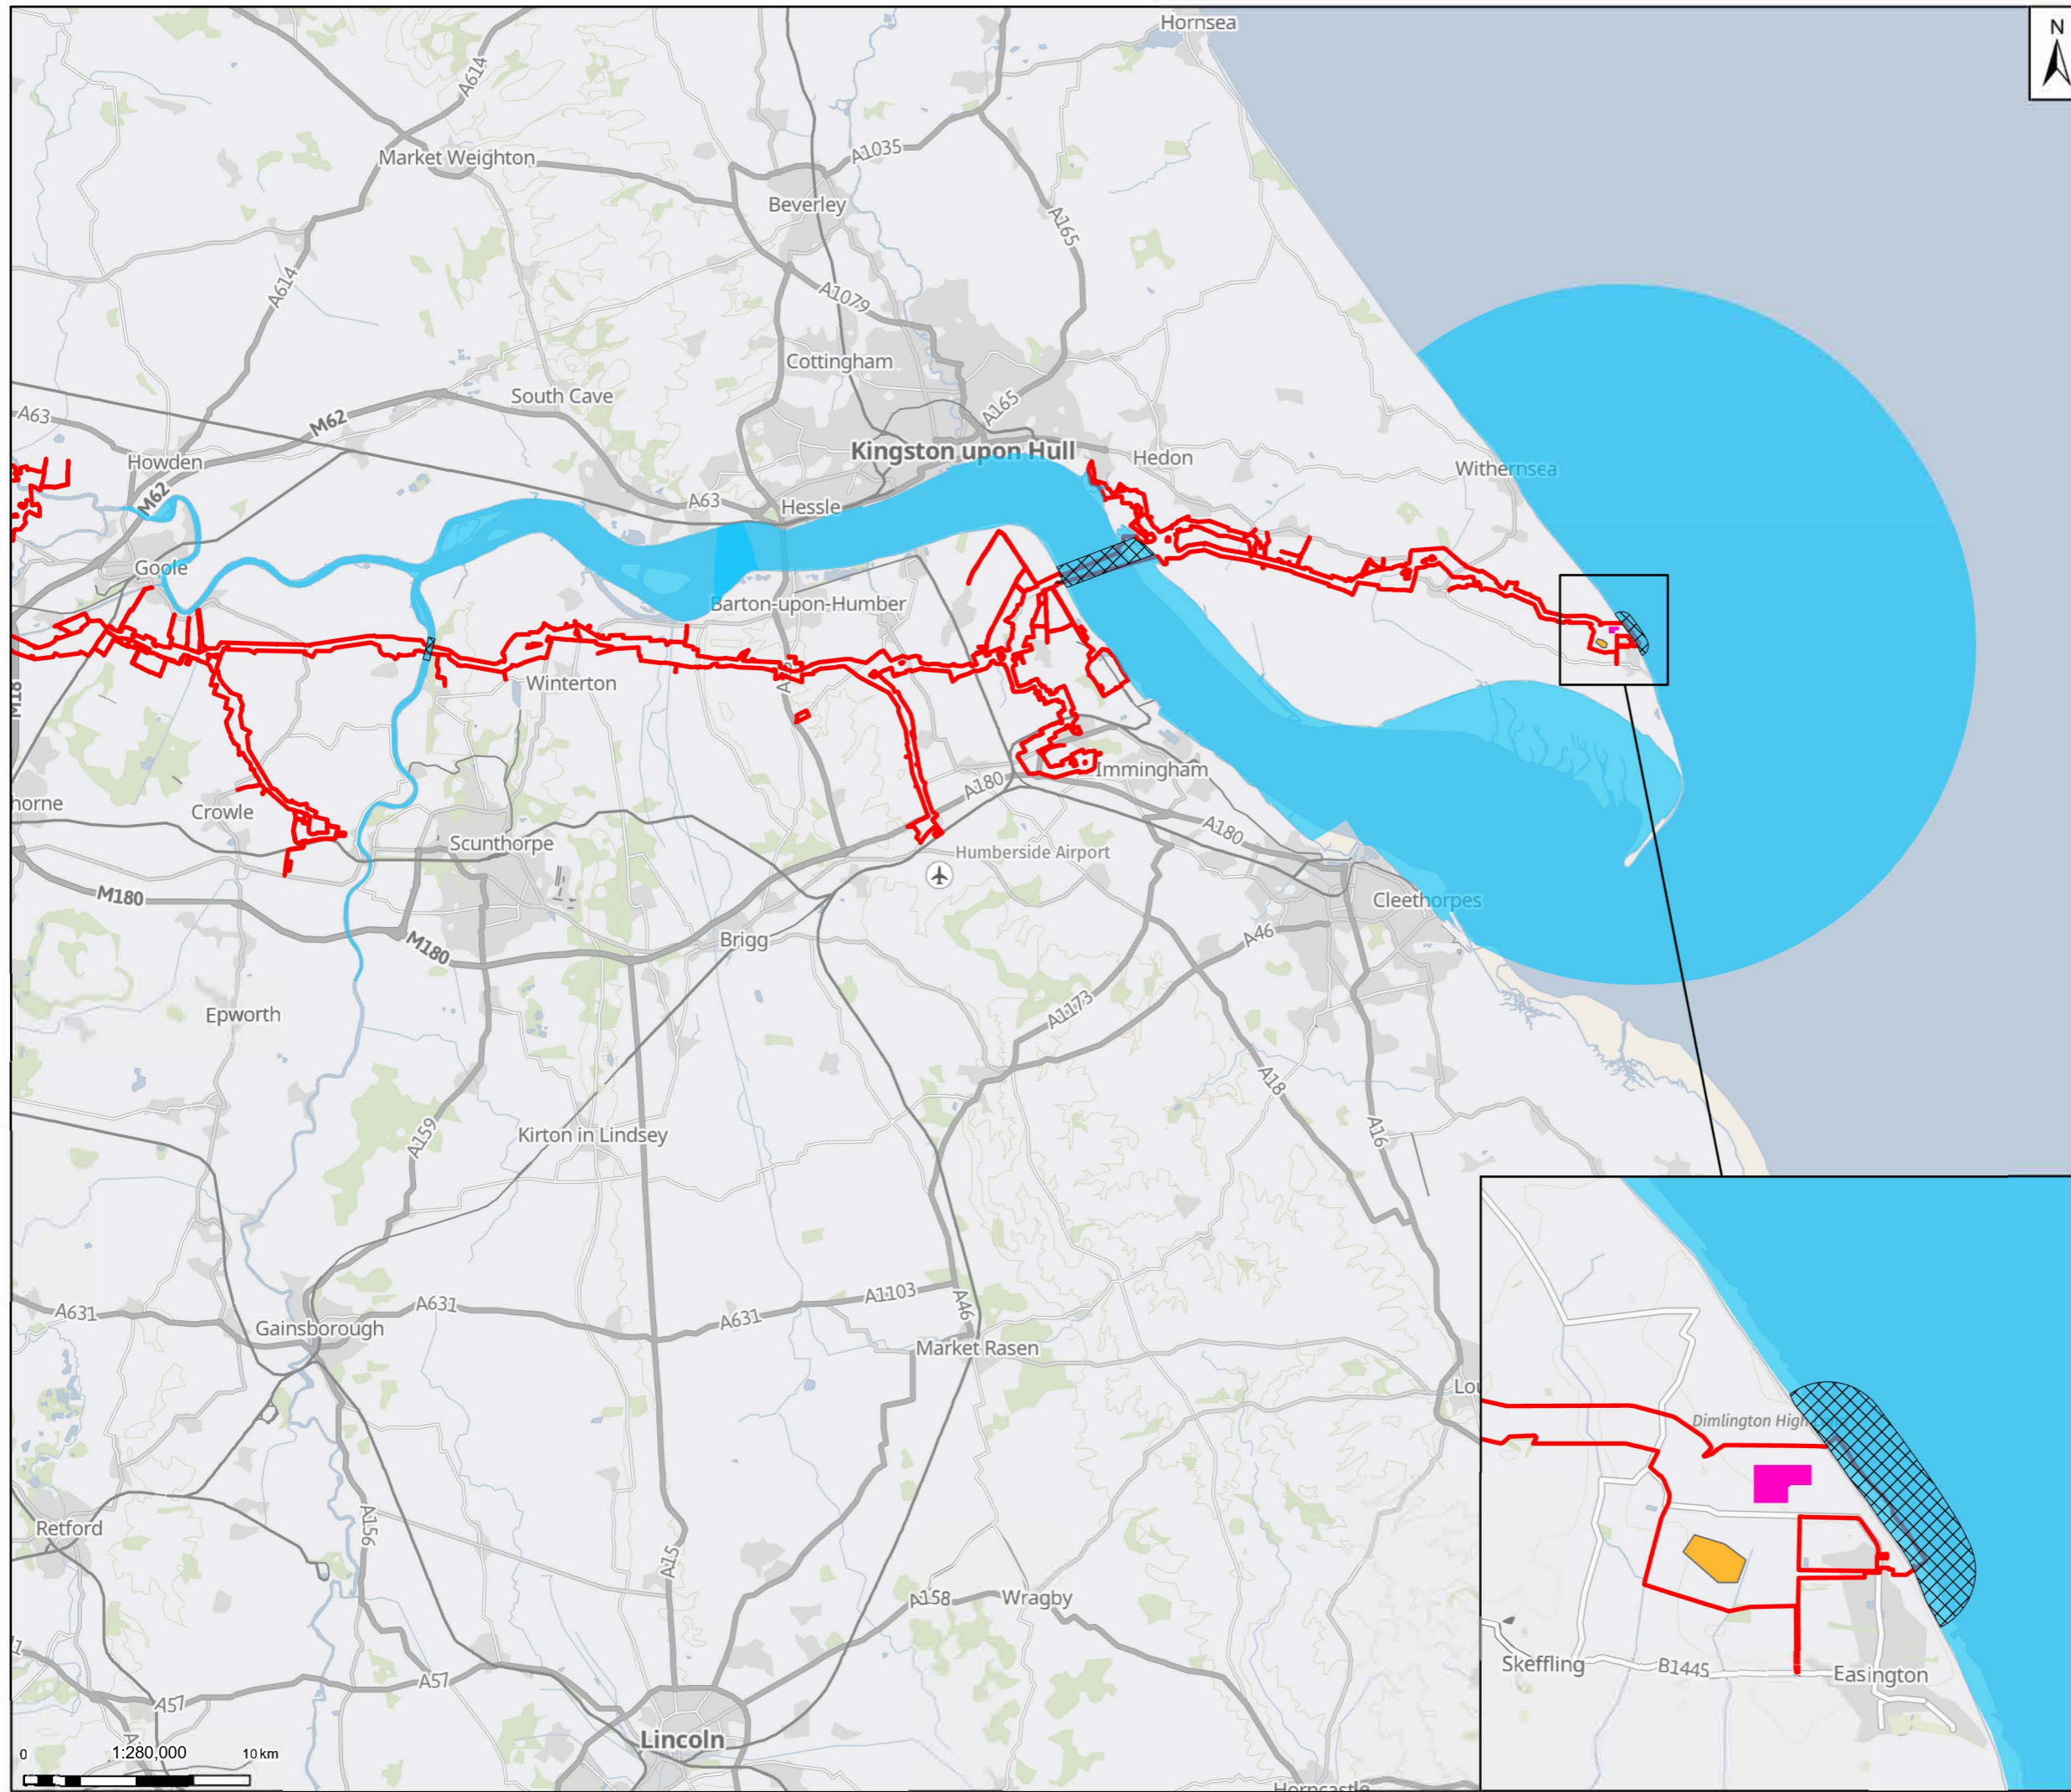 Hornsea
N
A614
Market Weighton
A1035
Beverley
A165
A614
A1079
Cottingham
South Cave
A165
A63
M62
Kingston upon Hull
Howden
Hedon
Withernsea
M62
A63
Hessle
Goole
Barton-upon-Humber
Winterton
M18
Immingham
A180
horne
Crowle
A180
Scunthorpe
Humberside Airport
M180
Cleethorpes
A46
Brigg
M180
Epworth
A1173
A18
A16
A159
Kirton in Lindsey
A1103
A631
A631
A46
A631
Gainsborough
Market Rasen
Lou
Dimlington High
Retford
A156
A15
A158
Wragby
Skeffling
B1445
Easington
A57
A57
Lincoln
0 1:280,000 10 km
Horncastle